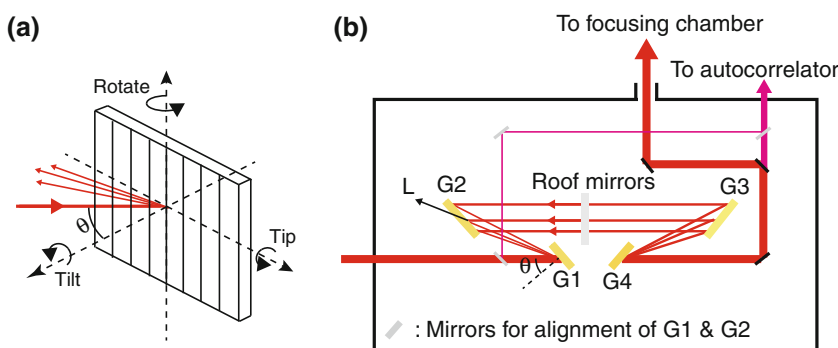 (a)
Rotate
θ
Tilt
Tip
(b)
To focusing chamber
To autocorrelator
L
G2
Roof mirrors
G3
θ
G1
G4
: Mirrors for alignment of G1 & G2